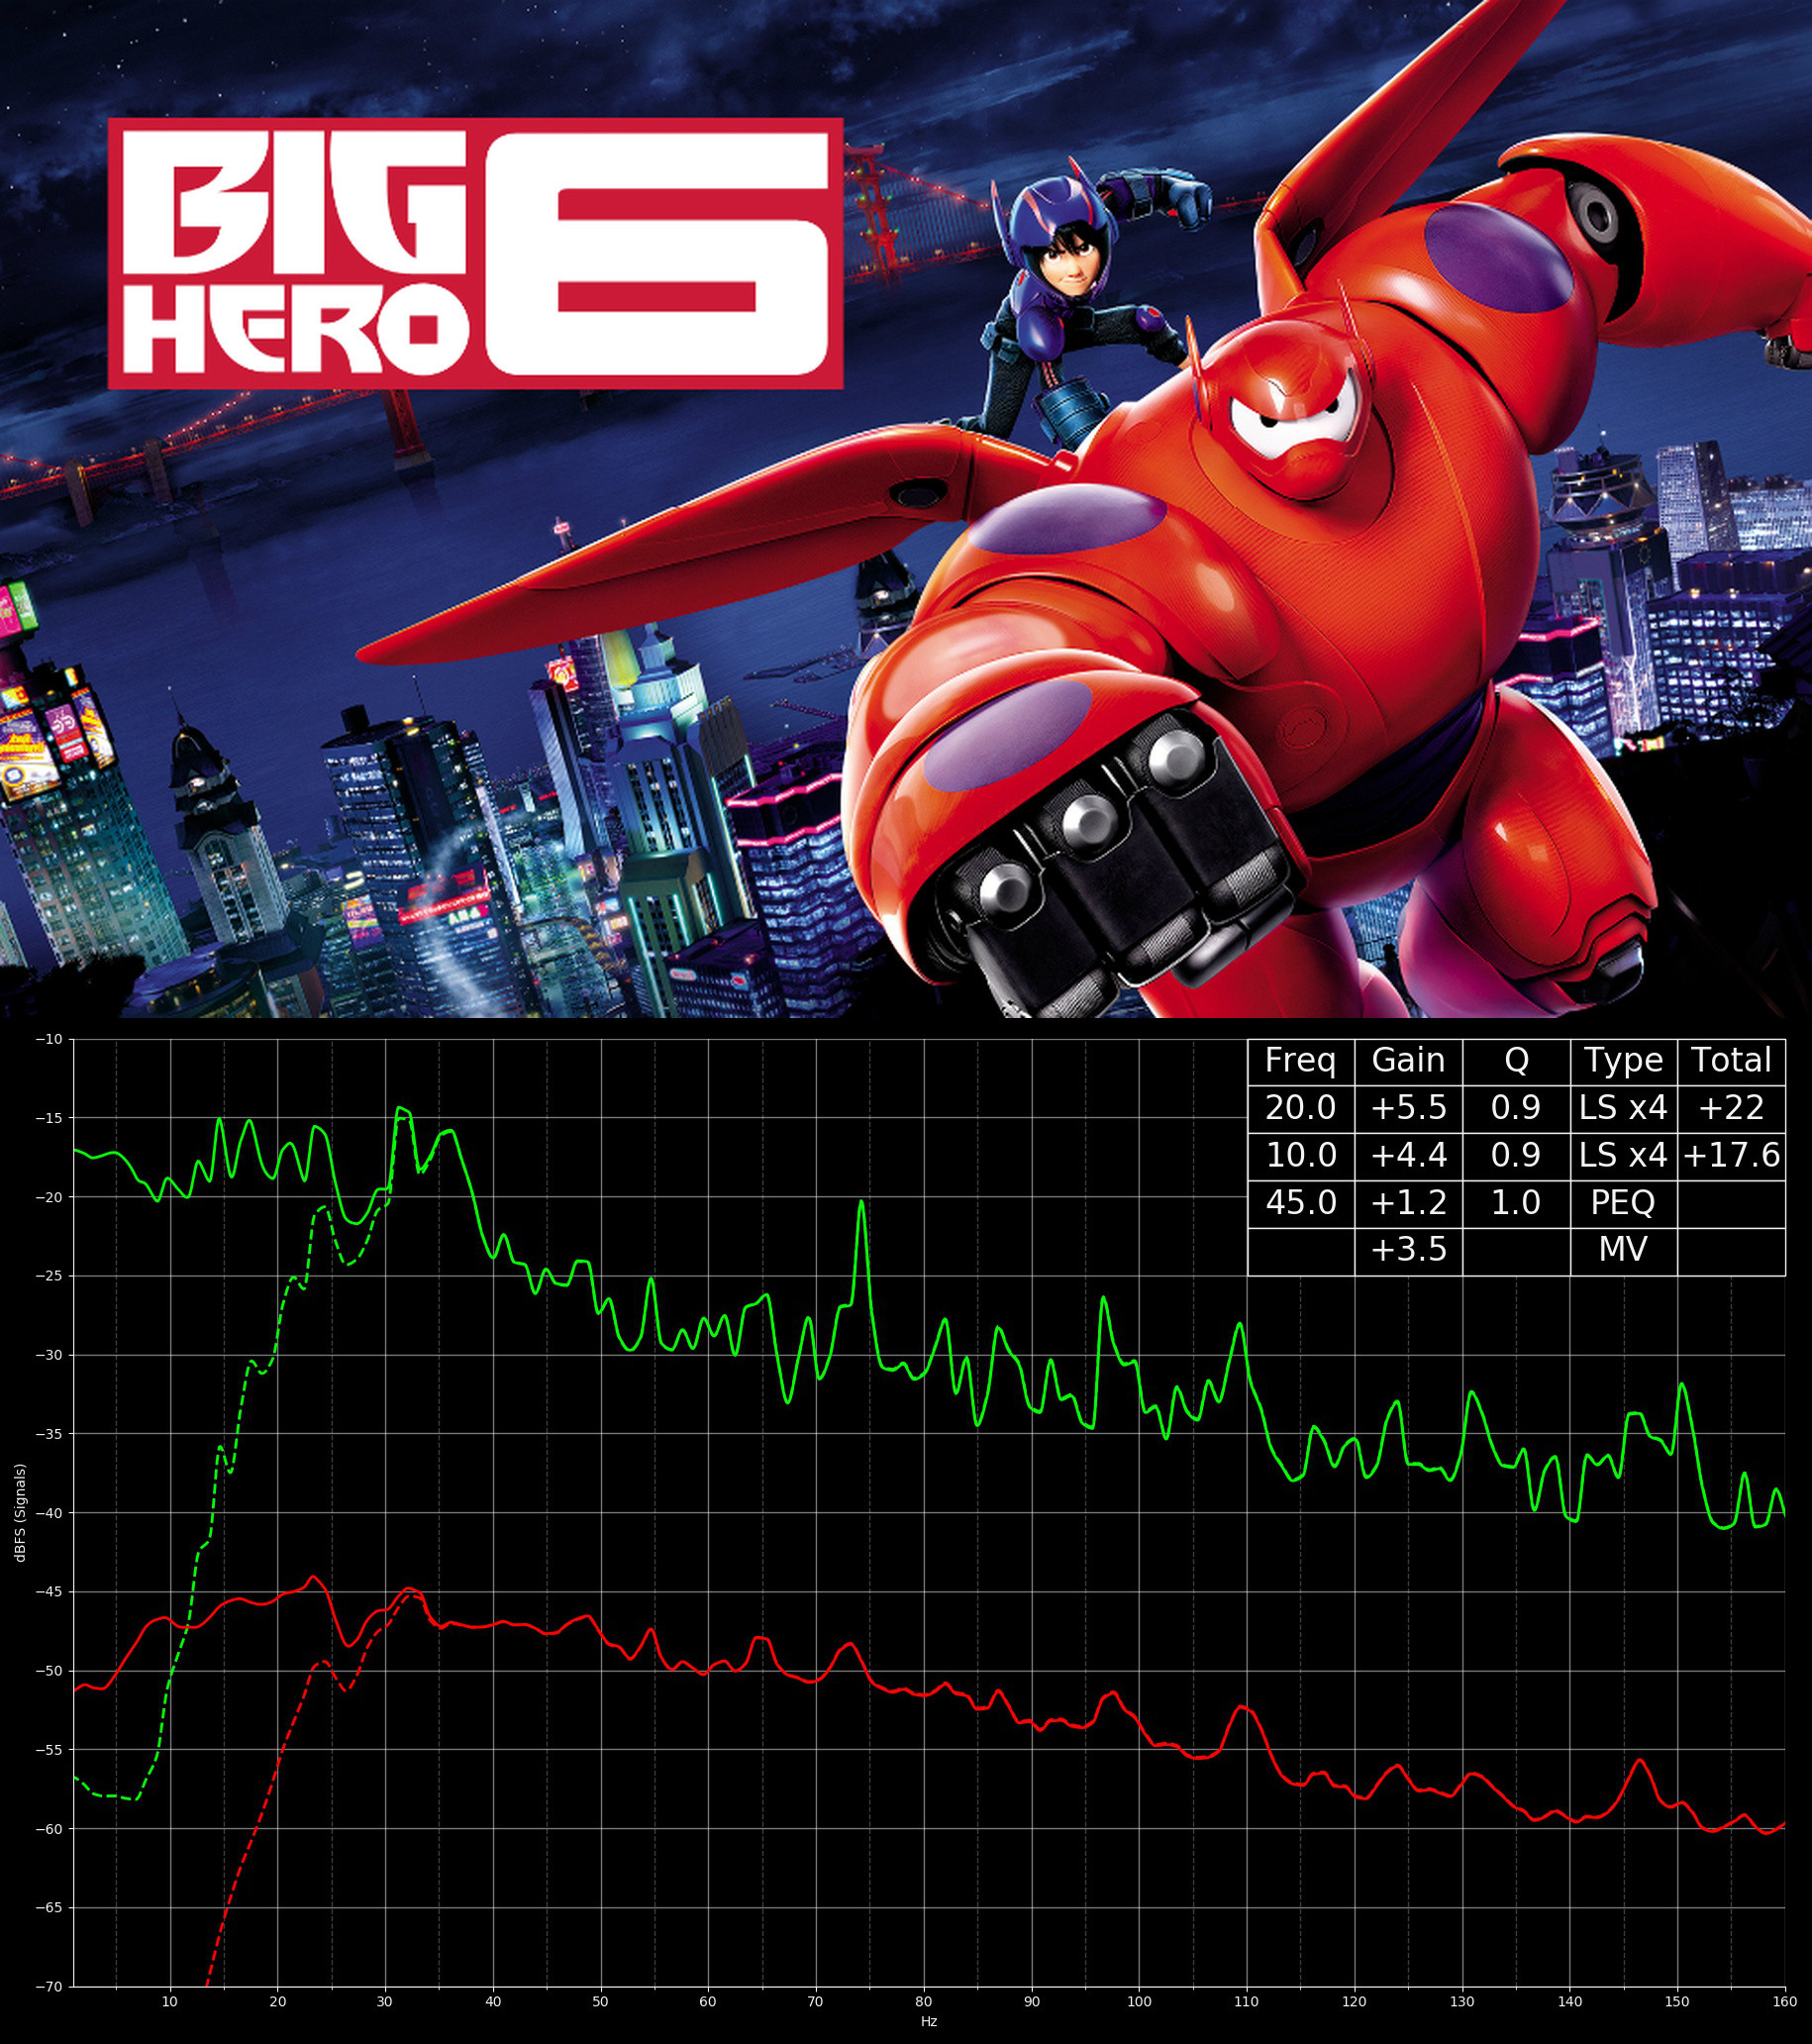 BIG
HERO 6
Freq Gain Q Type Total
20.0 +5.5 0.9 LS x4 +22
10.0 +4.4 0.9 LS x4 +17.6
45.0 +1.2 1.0 PEQ
+3.5 MV
−10
−15
−20
−25
−30
−35
−40
−45
−50
−55
−60
−65
−70
dBFS (Signals)
10 20 30 40 50 60 70 80 90 100 110 120 130 140 150 160
Hz